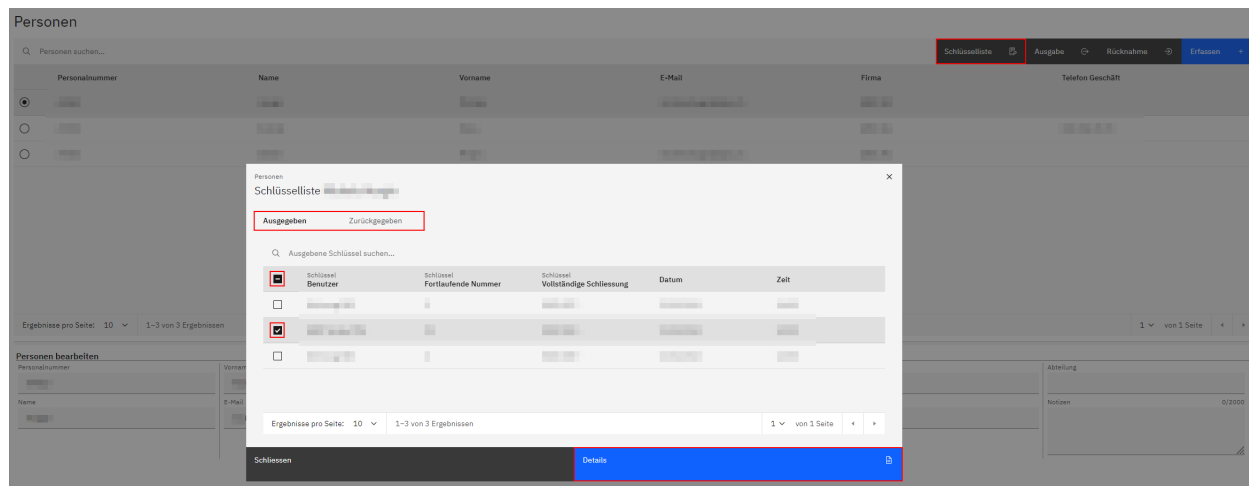 Personen
Personen suchen...
Schlüsselliste
Ausgabe
Rücknahme
Erfassen +
Personalnummer Name Vorname E-Mail Firma Telefon Geschäft
Personen
Schlüsselliste
Ausgegeben Zurückgegeben
Ausgebene Schlüssel suchen...
Schlüssel Schlüssel Schlüssel
Benutzer Fortlaufende Nummer Vollständige Schliessung Datum Zeit
Ergebnisse pro Seite: 10 1–3 von 3 Ergebnissen
1 von 1 Seite
Personen bearbeiten
Personalnummer
Abteilung
Name E-Mail
Notizen 0/2000
Ergebnisse pro Seite: 10 1–3 von 3 Ergebnissen
1 von 1 Seite
Schliessen Details